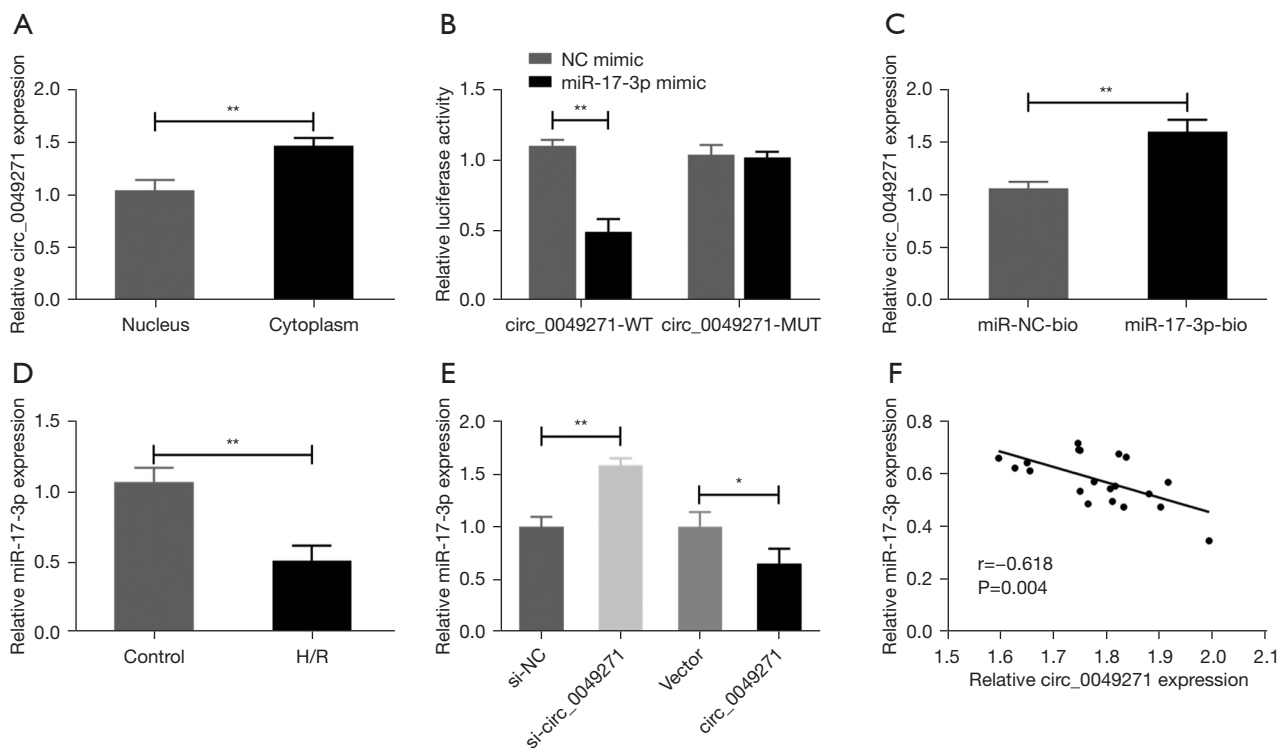 A
Relative circ_0049271 expression
2.0
1.5
1.0
0.5
0.0
**
Nucleus
Cytoplasm
B
NC mimic
miR-17-3p mimic
Relative luciferase activity
1.5
1.0
0.5
0.0
**
circ_0049271-WT
circ_0049271-MUT
C
Relative circ_0049271 expression
2.0
1.5
1.0
0.5
0.0
**
miR-NC-bio
miR-17-3p-bio
D
Relative miR-17-3p expression
1.5
1.0
0.5
0.0
**
Control
H/R
E
Relative miR-17-3p expression
2.0
1.5
1.0
0.5
0.0
**
*
si-NC
si-circ_0049271
Vector
circ_0049271
F
Relative miR-17-3p expression
0.8
0.6
0.4
0.2
0.0
r=−0.618
P=0.004
1.5
1.6
1.7
1.8
1.9
2.0
2.1
Relative circ_0049271 expression